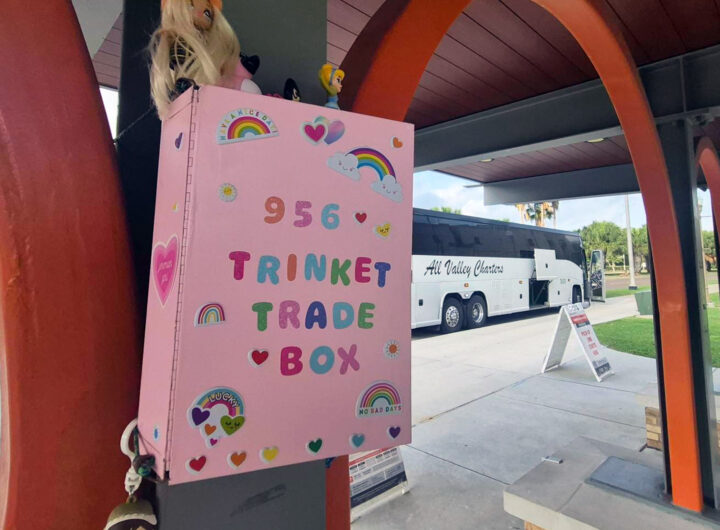 HAVE A NICE DAY
956
TRINKET
TRADE
BOX
LUCKY
NO BAD DAYS
All Valley Charters